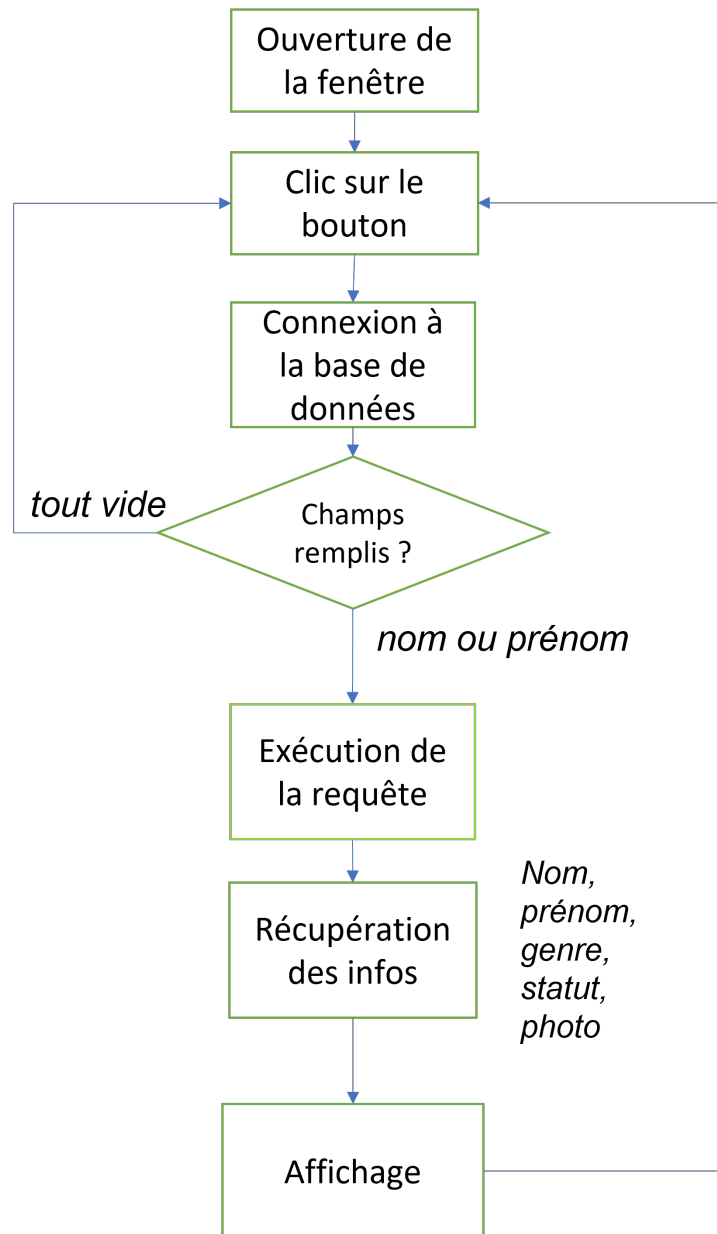 Ouverture de
la fenêtre
Clic sur le
bouton
Connexion à
la base de
données
tout vide
Champs
remplis ?
nom ou prénom
Exécution de
la requête
Récupération
des infos
Nom,
prénom,
genre,
statut,
photo
Affichage